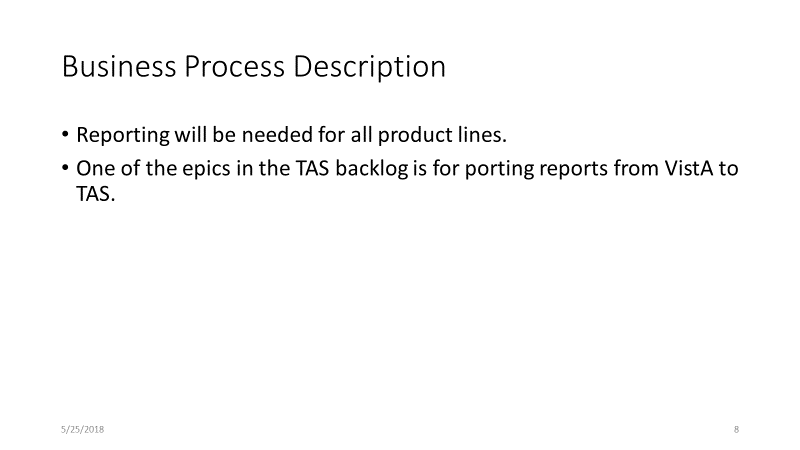 Business Process Description
• Reporting will be needed for all product lines.
• One of the epics in the TAS backlog is for porting reports from VistA to
TAS.
5/25/2018
8